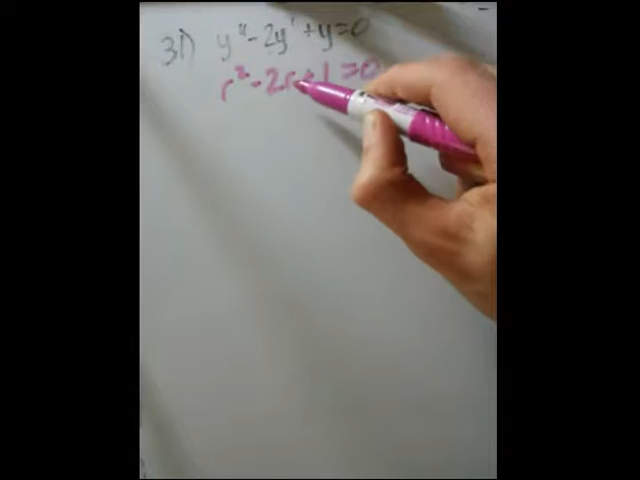 31) y" - 2y' + y = 0
r² - 2r + 1 = 0